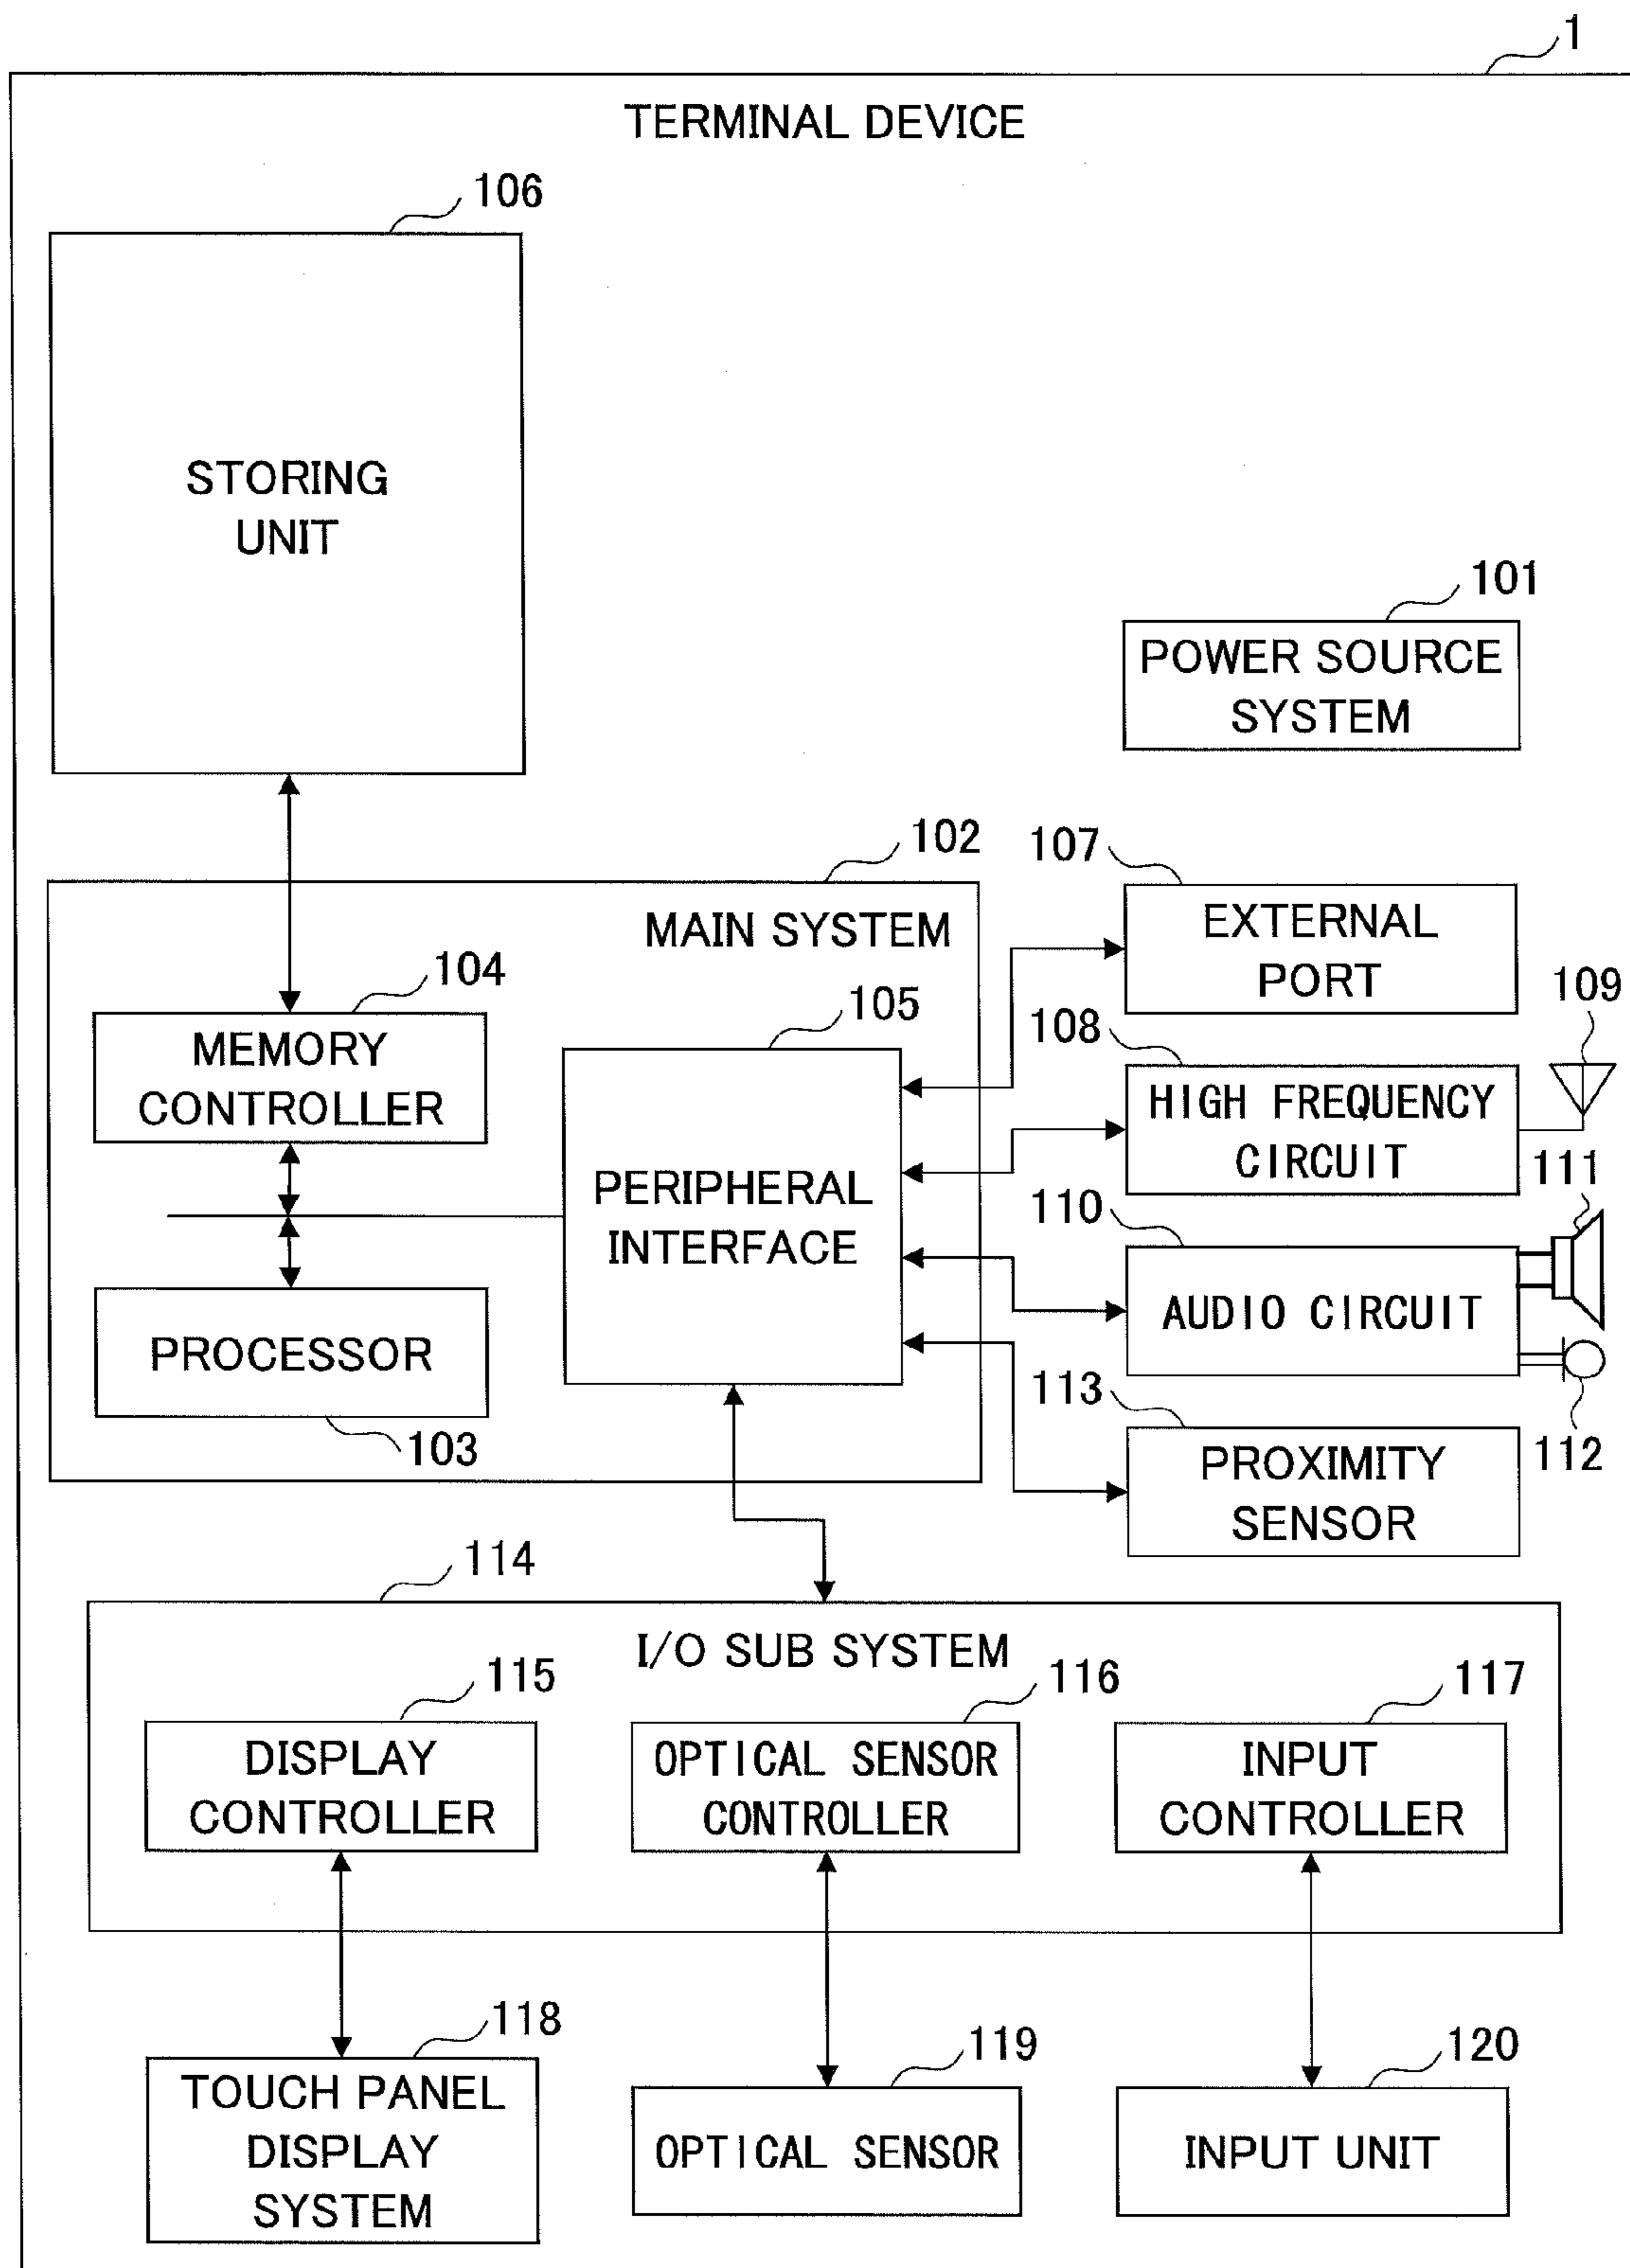 1
TERMINAL DEVICE
106
STORING
UNIT
101
POWER SOURCE
SYSTEM
102
MAIN SYSTEM
104
MEMORY
CONTROLLER
105
PERIPHERAL
INTERFACE
PROCESSOR
103
107
EXTERNAL
PORT
108
HIGH FREQUENCY
CIRCUIT
109
110
AUDIO CIRCUIT
111
112
113
PROXIMITY
SENSOR
114
I/O SUB SYSTEM
115
DISPLAY
CONTROLLER
116
OPTICAL SENSOR
CONTROLLER
117
INPUT
CONTROLLER
118
TOUCH PANEL
DISPLAY
SYSTEM
119
OPTICAL SENSOR
120
INPUT UNIT